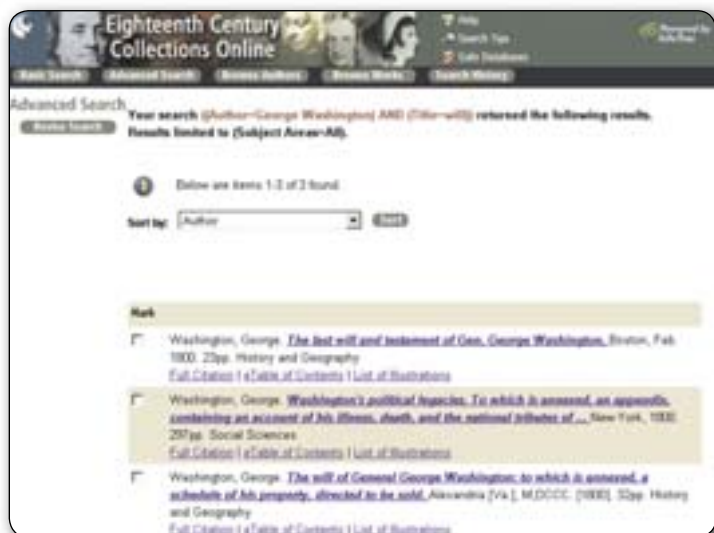 Eighteenth Century
Collections Online
Help
Search Tips
Gale Databases
Basic Search Advanced Search Browse Authors Browse Works Search History
Advanced Search
Revise Search
Your search ((Author=George Washington) AND (Title=will)) returned the following results.
Results limited to (Subject Area=All).
Below are items 1-3 of 3 found.
Sort by: Author Sort
Mark
Washington, George. The last will and testament of Gen. George Washington. Boston, Feb.
1800. 23pp. History and Geography
Full Citation | eTable of Contents | List of Illustrations
Washington, George. Washington's political legacies. To which is annexed, an appendix,
containing an account of his illness, death, and the national tributes of ... New York, 1800.
297pp. Social Sciences
Full Citation | eTable of Contents | List of Illustrations
Washington, George. The will of General George Washington: to which is annexed, a
schedule of his property, directed to be sold. Alexandria [Va.], M,DCCC. [1800]. 32pp. History
and Geography
Full Citation | eTable of Contents | List of Illustrations